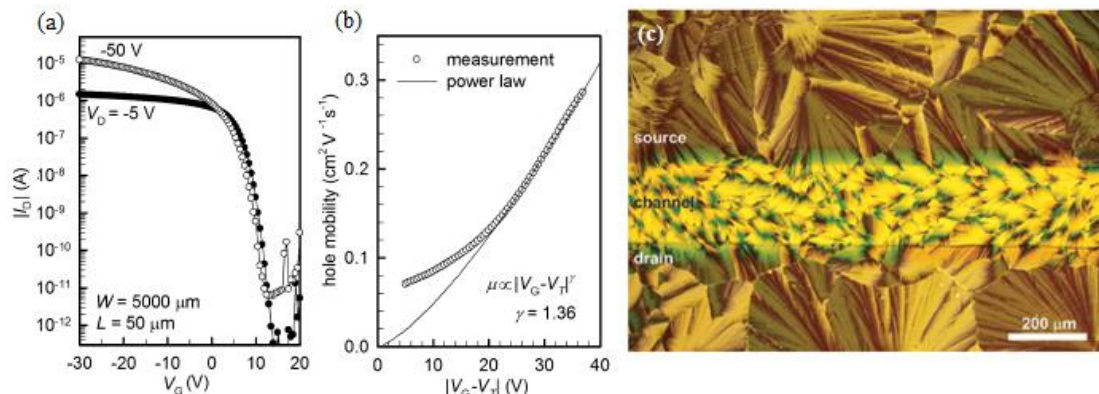 (a)
-50 V
V_D = -5 V
W = 5000 μm
L = 50 μm
10⁻⁵
10⁻⁶
10⁻⁷
10⁻⁸
10⁻⁹
10⁻¹⁰
10⁻¹¹
10⁻¹²
|I_D| (A)
-30 -20 -10 0 10 20
V_G (V)
(b)
measurement
power law
μ∝|V_G-V_T|^γ
γ = 1.36
0.3
0.2
0.1
0.0
hole mobility (cm² V⁻¹s⁻¹)
0 10 20 30 40
|V_G-V_T| (V)
(c)
source
channel
drain
200 μm